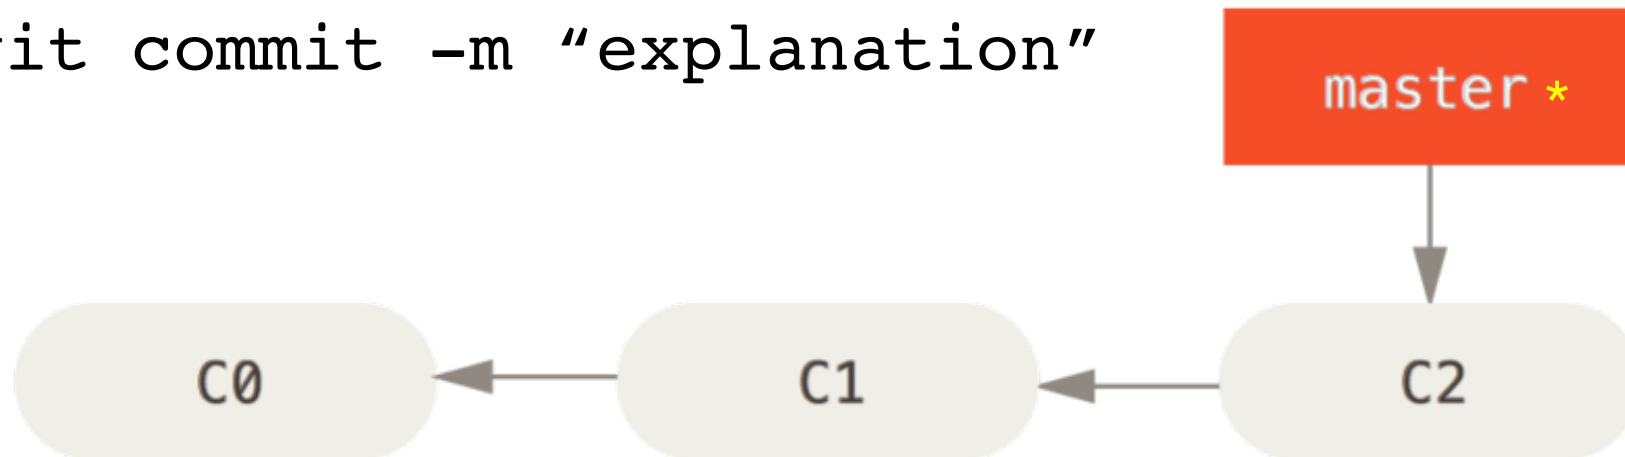 it commit -m “explanation”
master *
C0 C1 C2